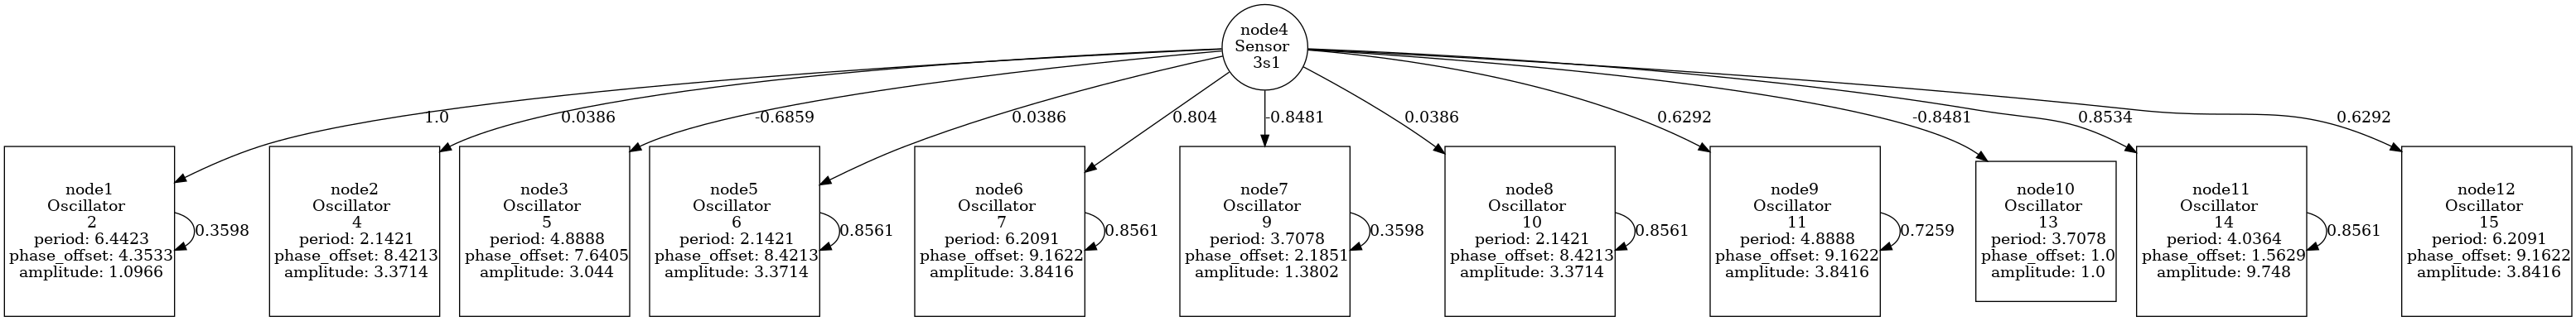 node4
Sensor
3s1
1.0
0.0386
-0.6859
0.0386
0.804
-0.8481
0.0386
0.6292
-0.8481
0.8534
0.6292
node1
Oscillator
2
period: 6.4423
phase_offset: 4.3533
amplitude: 1.0966
0.3598
node2
Oscillator
4
period: 2.1421
phase_offset: 8.4213
amplitude: 3.3714
node3
Oscillator
5
period: 4.8888
phase_offset: 7.6405
amplitude: 3.044
node5
Oscillator
6
period: 2.1421
phase_offset: 8.4213
amplitude: 3.3714
0.8561
node6
Oscillator
7
period: 6.2091
phase_offset: 9.1622
amplitude: 3.8416
0.8561
node7
Oscillator
9
period: 3.7078
phase_offset: 2.1851
amplitude: 1.3802
0.3598
node8
Oscillator
10
period: 2.1421
phase_offset: 8.4213
amplitude: 3.3714
0.8561
node9
Oscillator
11
period: 4.8888
phase_offset: 9.1622
amplitude: 3.8416
0.7259
node10
Oscillator
13
period: 3.7078
phase_offset: 1.0
amplitude: 1.0
node11
Oscillator
14
period: 4.0364
phase_offset: 1.5629
amplitude: 9.748
0.8561
node12
Oscillator
15
period: 6.2091
phase_offset: 9.1622
amplitude: 3.8416